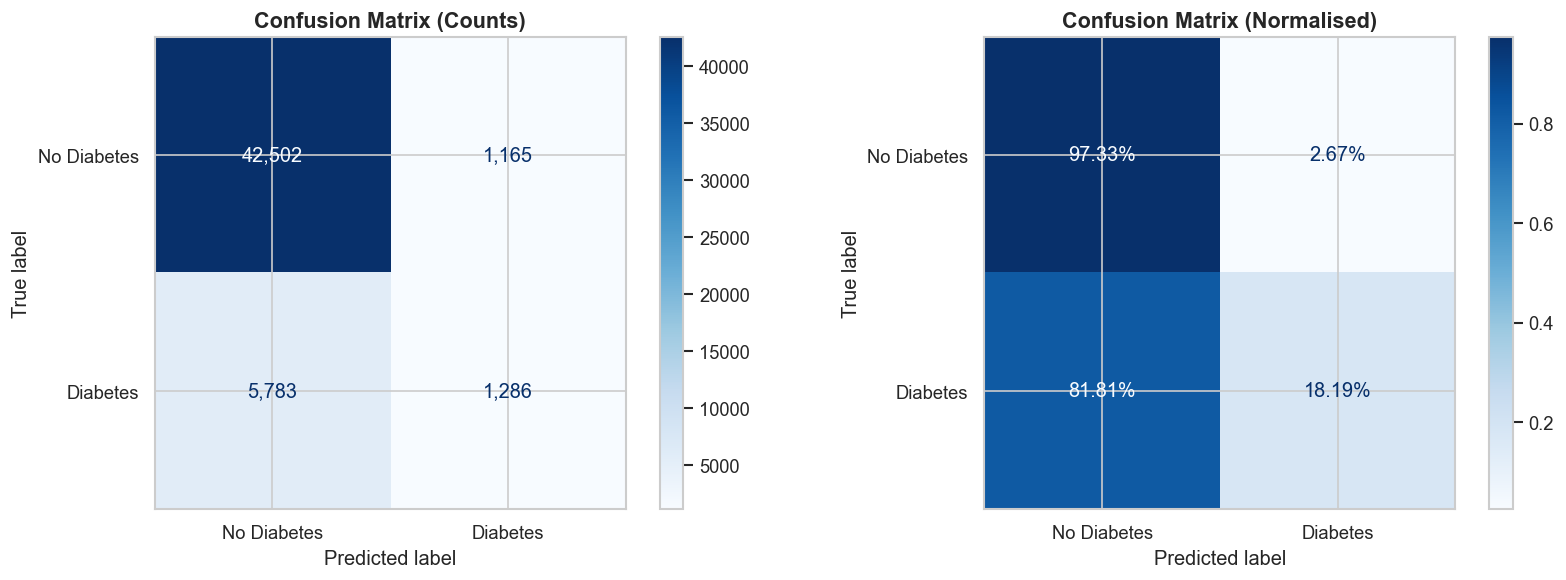 Confusion Matrix (Counts)
No Diabetes
Diabetes
True label
42,502
1,165
5,783
1,286
No Diabetes
Diabetes
Predicted label
40000
35000
30000
25000
20000
15000
10000
5000
Confusion Matrix (Normalised)
No Diabetes
Diabetes
True label
97.33%
2.67%
81.81%
18.19%
No Diabetes
Diabetes
Predicted label
0.8
0.6
0.4
0.2